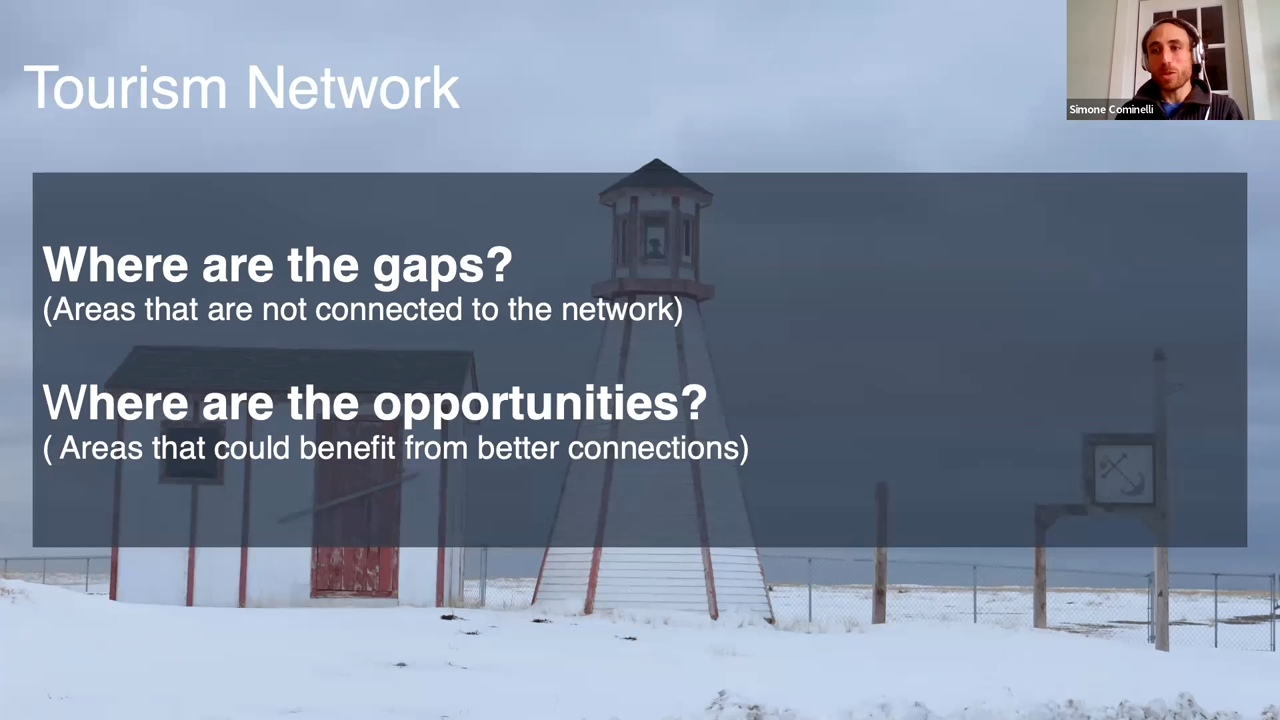 Tourism Network
Simone Cominelli
Where are the gaps?
(Areas that are not connected to the network)
Where are the opportunities?
( Areas that could benefit from better connections)